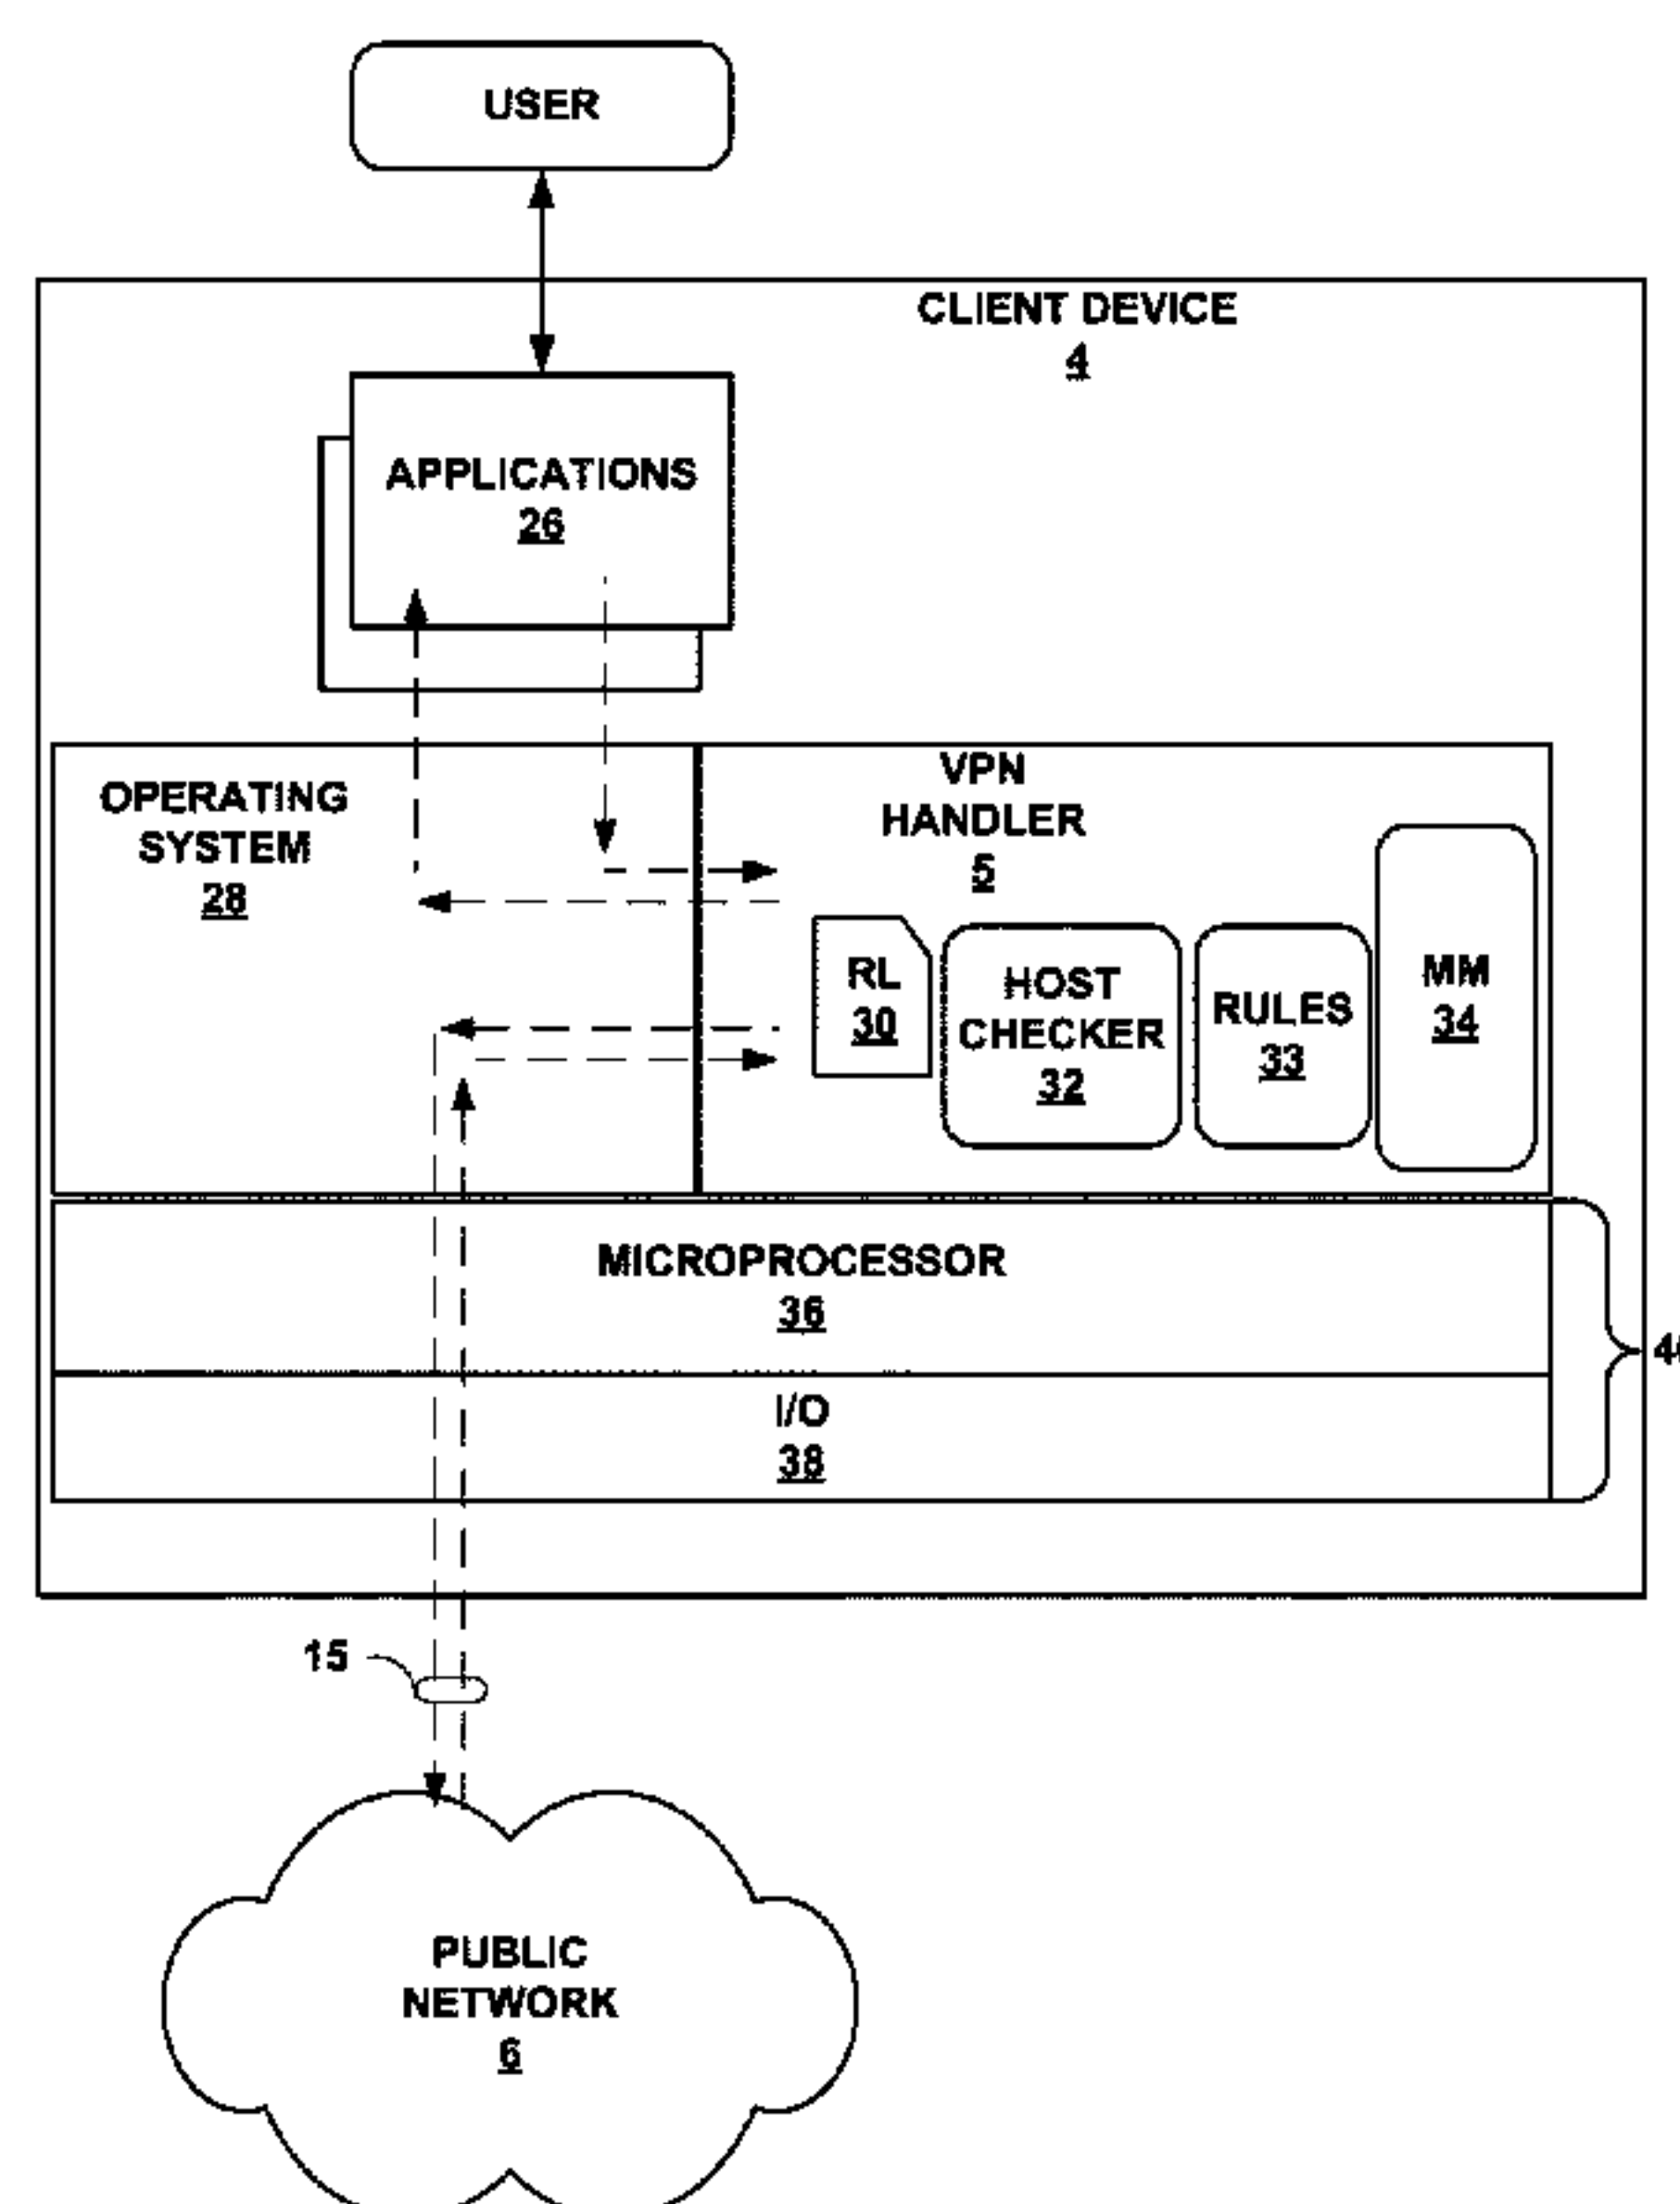 USER
CLIENT DEVICE
4
APPLICATIONS
26
OPERATING
SYSTEM
28
VPN
HANDLER
5
RL
30
HOST
CHECKER
32
RULES
33
MM
34
MICROPROCESSOR
36
I/O
38
15
PUBLIC
NETWORK
6